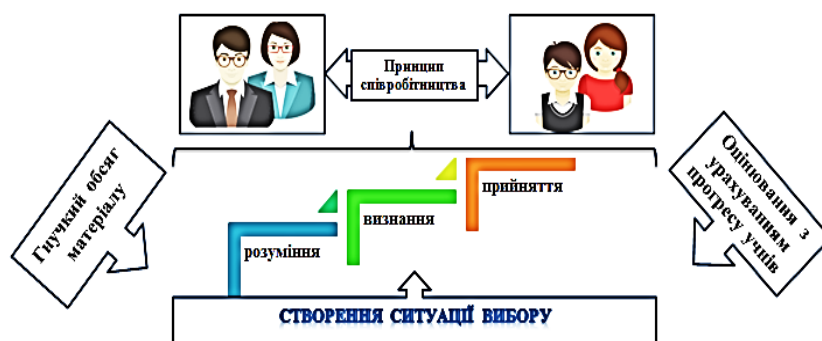 Принцип
співробітництва
Гнучкий обсяг
матеріалу
Оцінювання з
урахуванням
прогресу учнів
прийняття
визнання
розуміння
СТВОРЕННЯ СИТУАЦІЇ ВИБОРУ